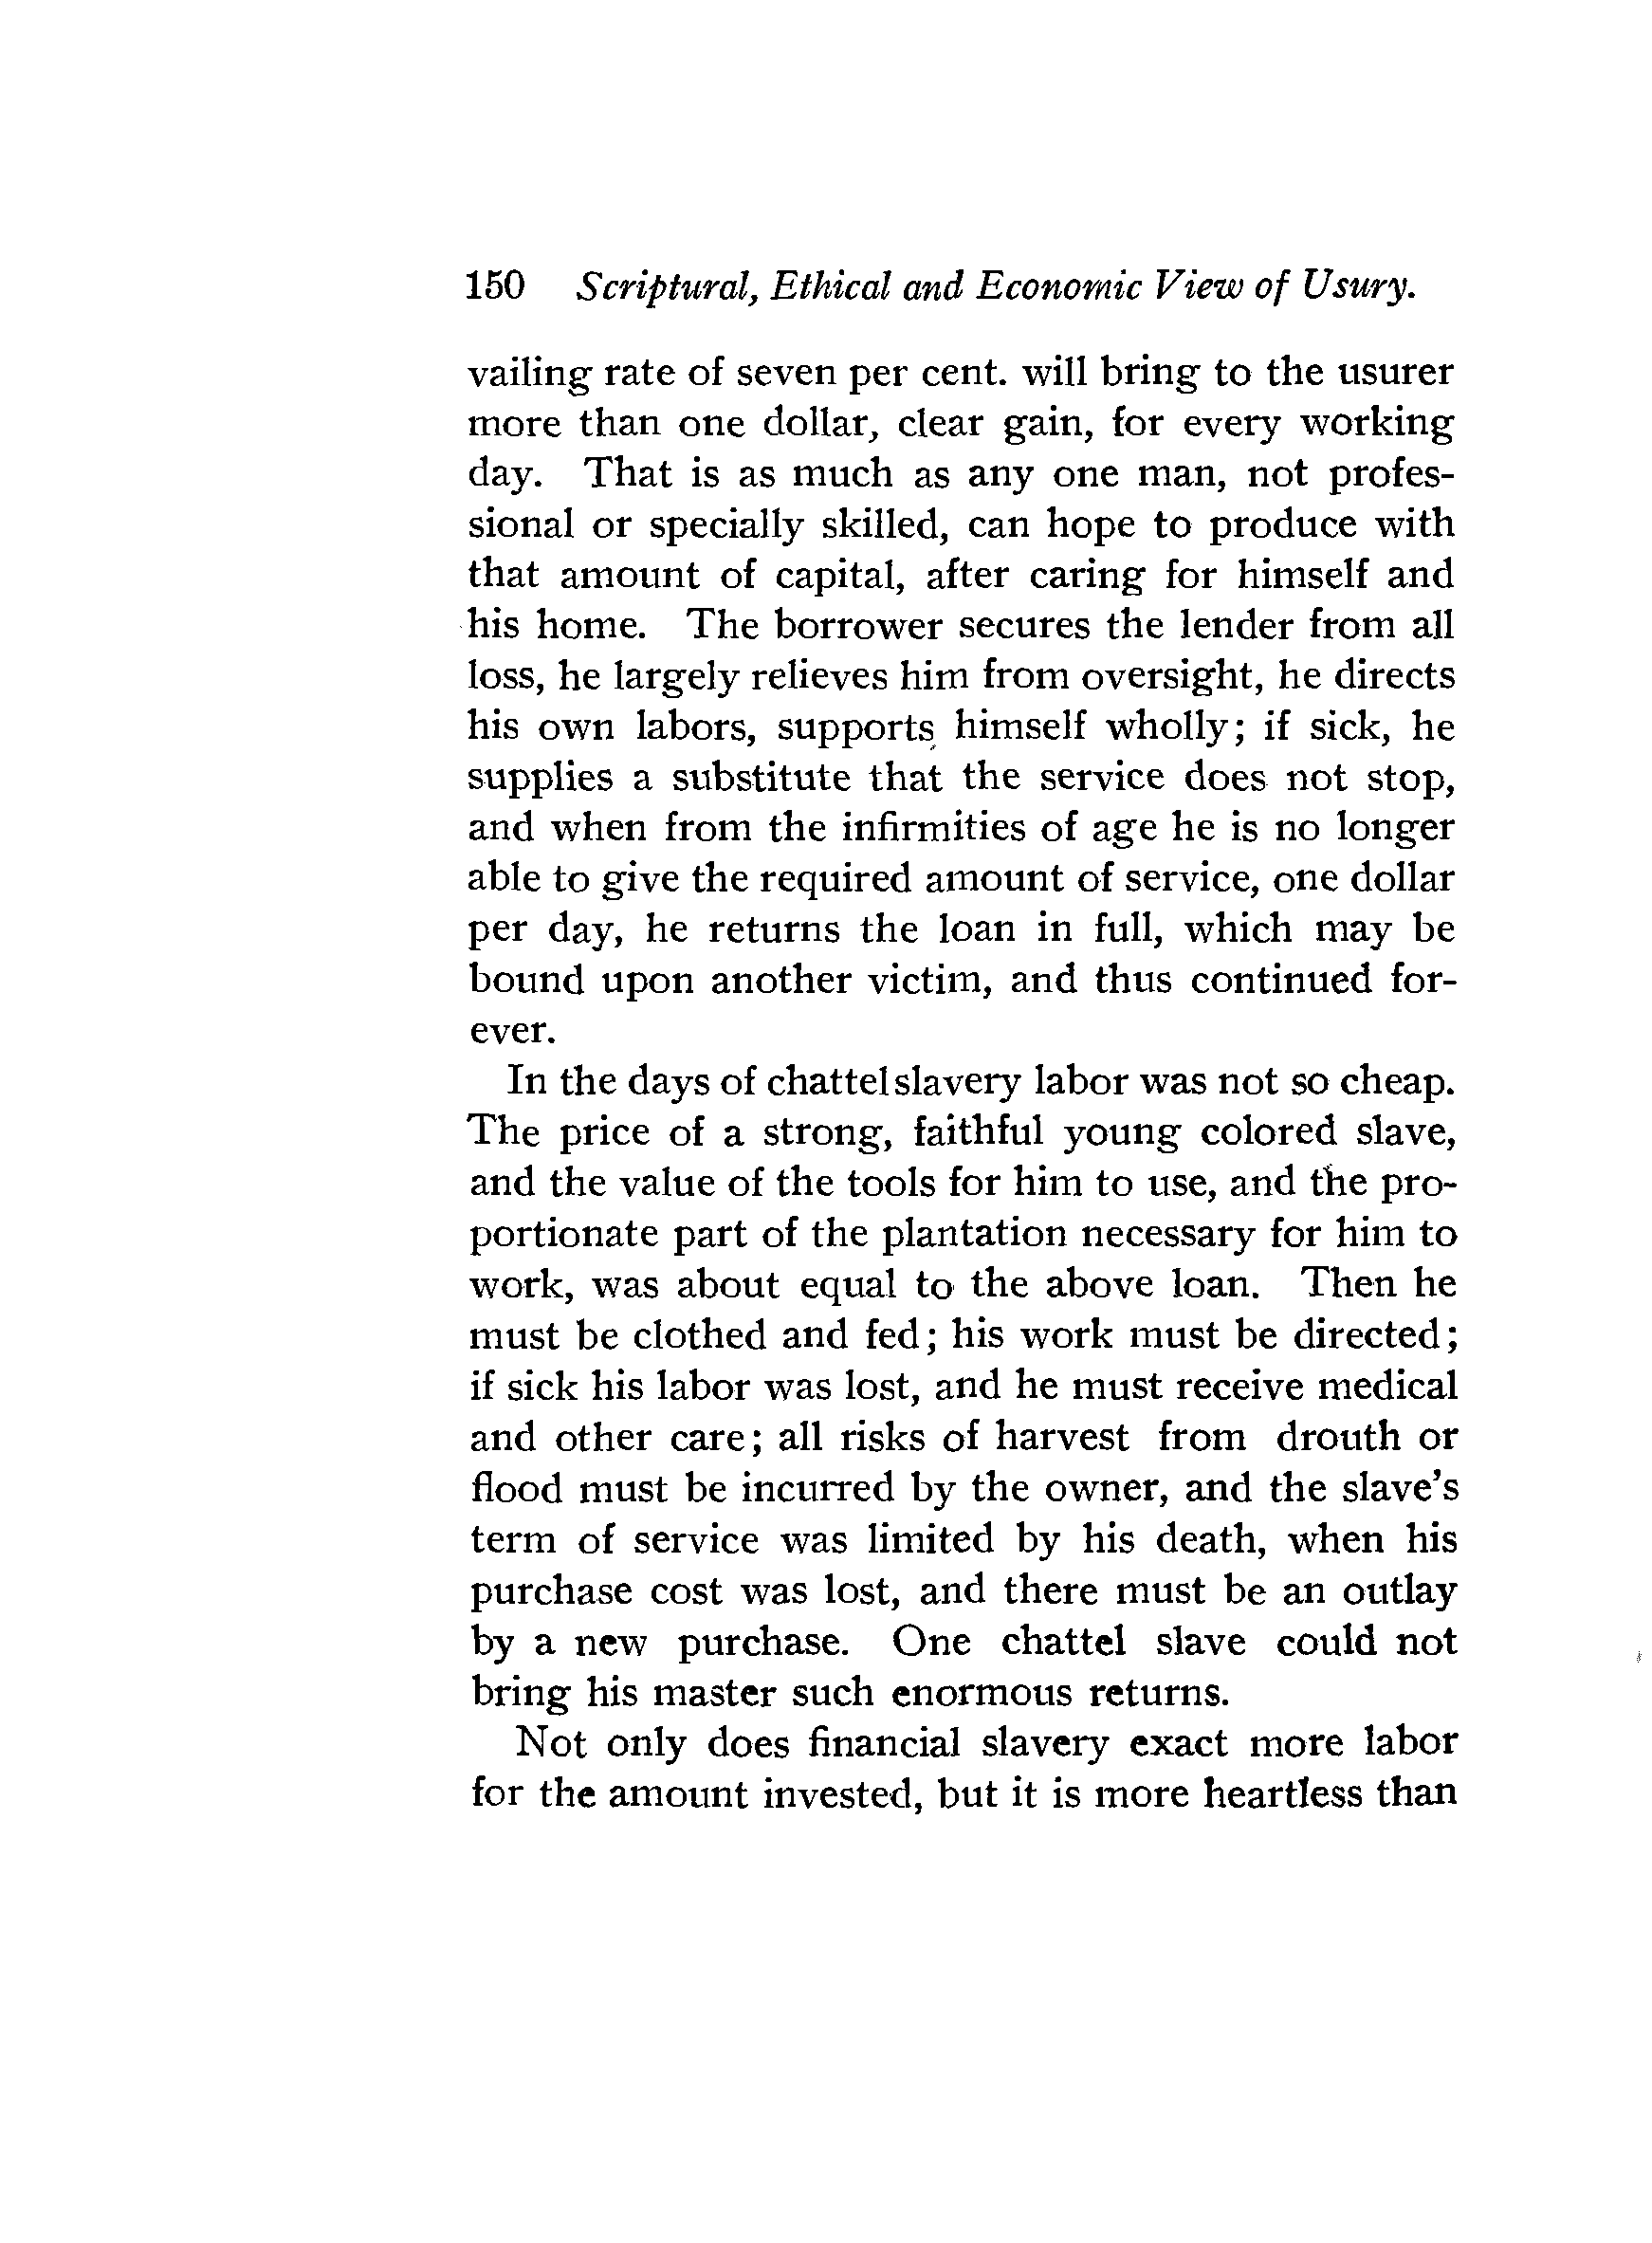 150 Scriptural, Ethical and Economic View of Usury.
vailing rate of seven per cent. will bring to the usurer
more than one dollar, clear gain, for every working
day. That is as much as any one man, not profes-
sional or specially skilled, can hope to produce with
that amount of capital, after caring for himself and
his home. The borrower secures the lender from all
loss, he largely relieves him from oversight, he directs
his own labors, supports himself wholly; if sick, he
supplies a substitute that the service does not stop,
and when from the infirmities of age he is no longer
able to give the required amount of service, one dollar
per day, he returns the loan in full, which may be
bound upon another victim, and thus continued for-
ever.
In the days of chattel slavery labor was not so cheap.
The price of a strong, faithful young colored slave,
and the value of the tools for him to use, and the pro-
portionate part of the plantation necessary for him to
work, was about equal to the above loan. Then he
must be clothed and fed; his work must be directed;
if sick his labor was lost, and he must receive medical
and other care; all risks of harvest from drouth or
flood must be incurred by the owner, and the slave's
term of service was limited by his death, when his
purchase cost was lost, and there must be an outlay
by a new purchase. One chattel slave could not
bring his master such enormous returns.
Not only does financial slavery exact more labor
for the amount invested, but it is more heartless than